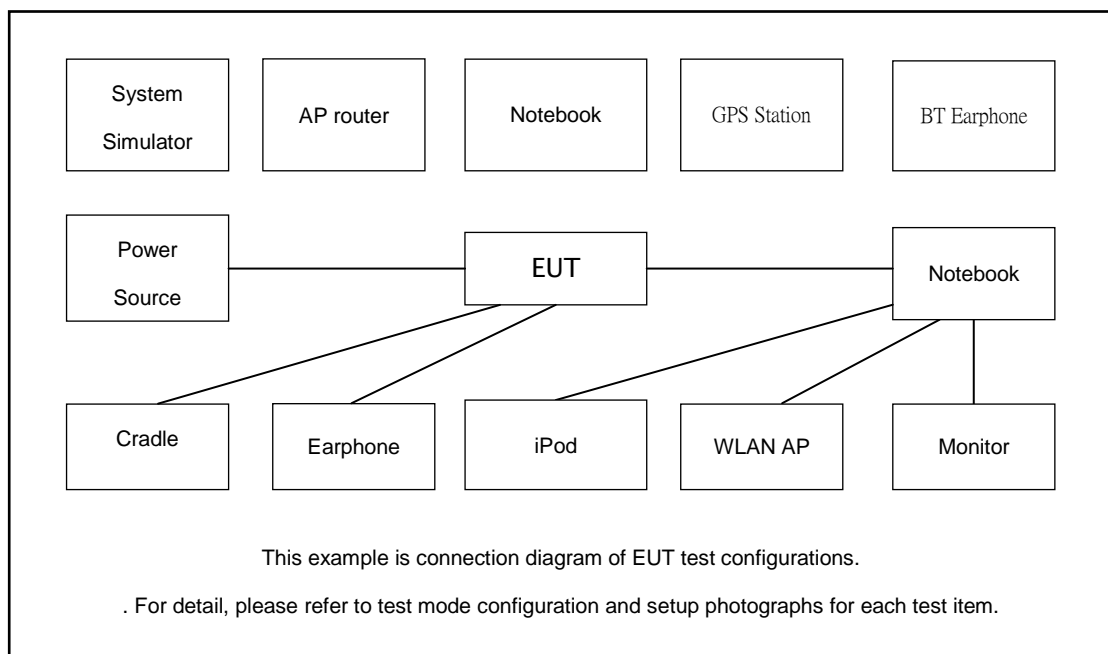 System
Simulator
AP router
Notebook
GPS Station
BT Earphone
Power
Source
EUT
Notebook
Cradle
Earphone
iPod
WLAN AP
Monitor
This example is connection diagram of EUT test configurations.
. For detail, please refer to test mode configuration and setup photographs for each test item.